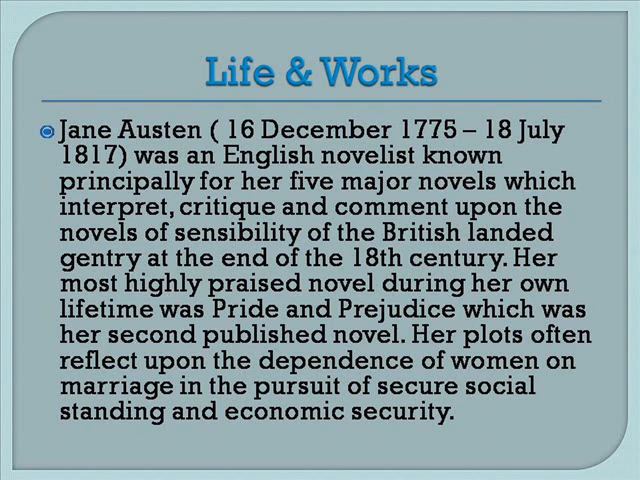 Life & Works
Jane Austen ( 16 December 1775 – 18 July
1817) was an English novelist known
principally for her five major novels which
interpret, critique and comment upon the
novels of sensibility of the British landed
gentry at the end of the 18th century. Her
most highly praised novel during her own
lifetime was Pride and Prejudice which was
her second published novel. Her plots often
reflect upon the dependence of women on
marriage in the pursuit of secure social
standing and economic security.